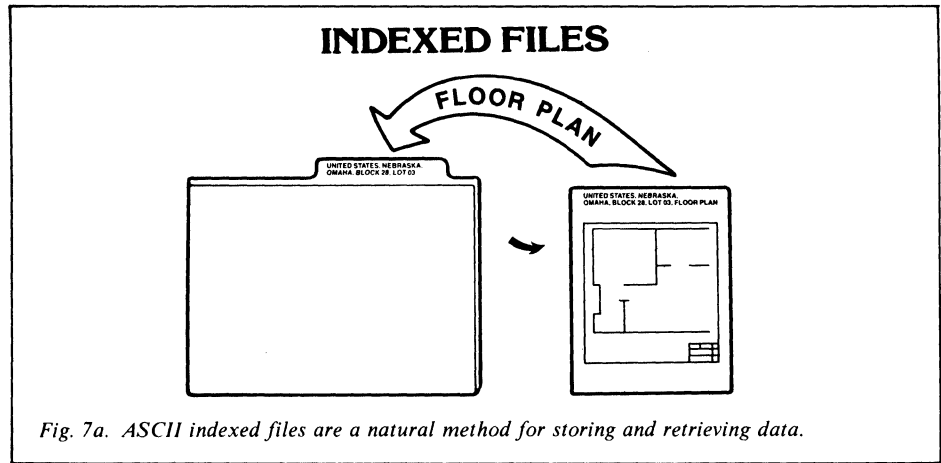 INDEXED FILES
FLOOR PLAN
UNITED STATES, NEBRASKA,
OMAHA, BLOCK 28, LOT 03
UNITED STATES, NEBRASKA,
OMAHA, BLOCK 28, LOT 03, FLOOR PLAN
Fig. 7a. ASCII indexed files are a natural method for storing and retrieving data.